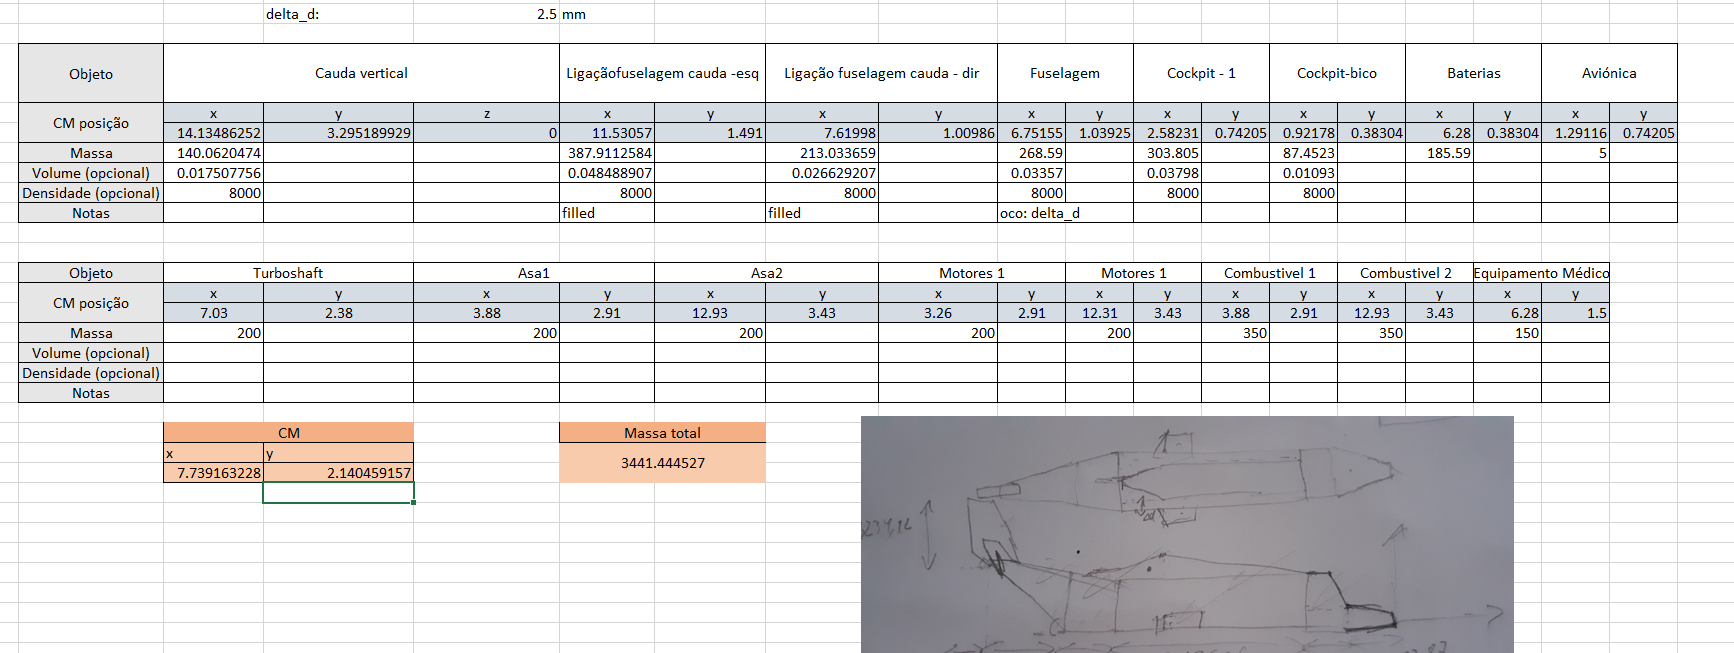 delta_d: 2.5 mm
Objeto Cauda vertical Ligaçãofuselagem cauda -esq Ligação fuselagem cauda - dir Fuselagem Cockpit - 1 Cockpit-bico Baterias Aviónica
CM posição x y z x y x y x y x y x y x y x y
14.13486252 3.295189929 0 11.53057 1.491 7.61998 1.00986 6.75155 1.03925 2.58231 0.74205 0.92178 0.38304 6.28 0.38304 1.29116 0.74205
Massa 140.0620474 387.9112584 213.033659 268.59 303.805 87.4523 185.59 5
Volume (opcional) 0.017507756 0.048488907 0.026629207 0.03357 0.03798 0.01093
Densidade (opcional) 8000 8000 8000 8000 8000 8000
Notas filled filled oco: delta_d
Objeto Turboshaft Asa1 Asa2 Motores 1 Motores 1 Combustivel 1 Combustivel 2 Equipamento Médico
CM posição x y x y x y x y x y x y x y x y
7.03 2.38 3.88 2.91 12.93 3.43 3.26 2.91 12.31 3.43 3.88 2.91 12.93 3.43 6.28 1.5
Massa 200 200 200 200 200 350 350 150
Volume (opcional)
Densidade (opcional)
Notas
CM Massa total
x y
7.739163228 2.140459157 3441.444527